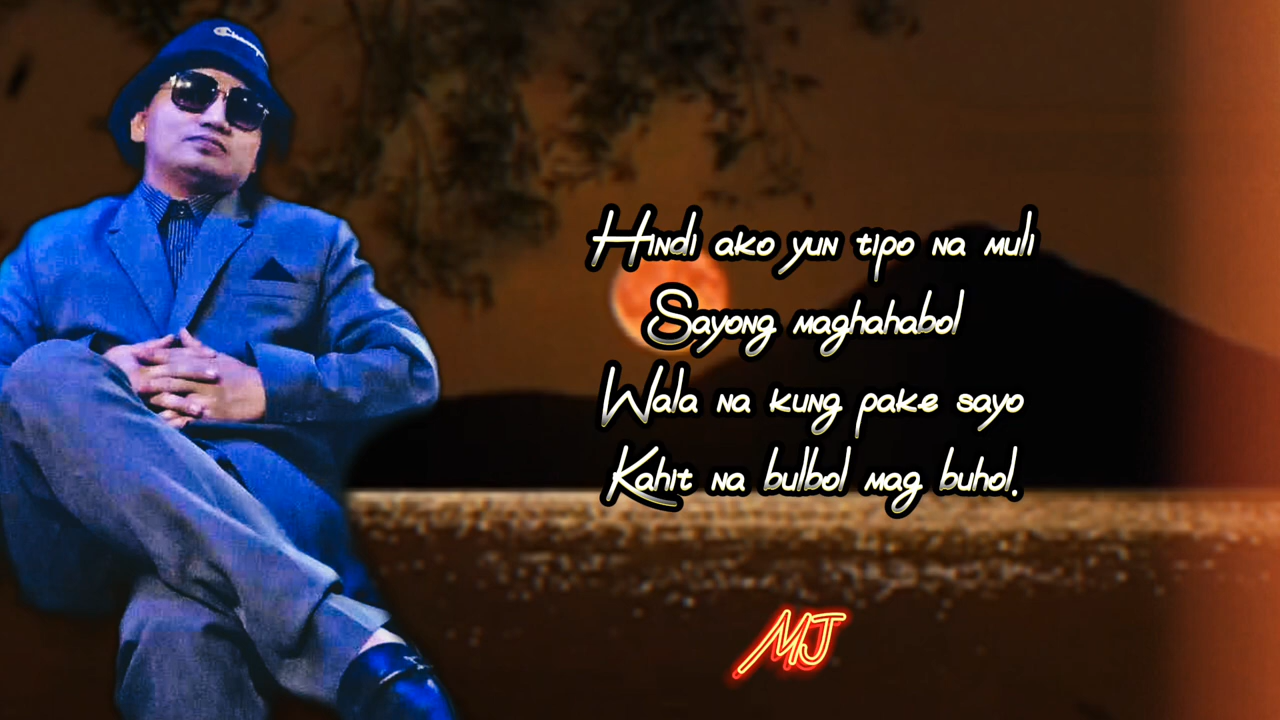 Champion
Hindi ako yun tipo na muli
Sayong maghahabol
Wala na kung pake sayo
Kahit na bulbol mag buhol.
MJ